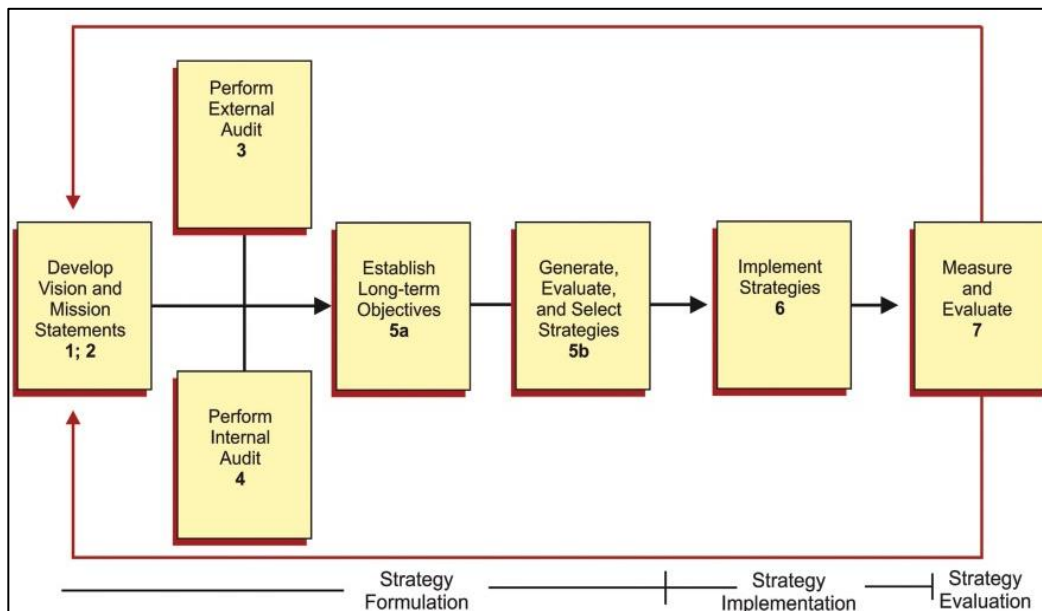 Perform
External
Audit
3
Develop
Vision and
Mission
Statements
1; 2
Establish
Long-term
Objectives
5a
Generate,
Evaluate,
and Select
Strategies
5b
Implement
Strategies
6
Measure
and
Evaluate
7
Perform
Internal
Audit
4
Strategy
Formulation
Strategy
Implementation
Strategy
Evaluation